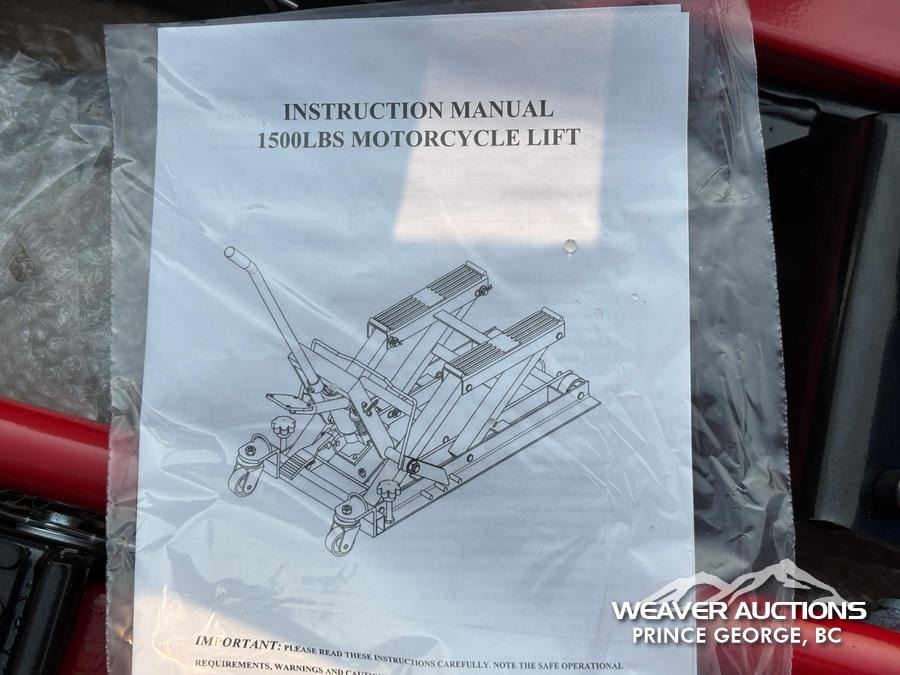 INSTRUCTION MANUAL
1500LBS MOTORCYCLE LIFT
IMPORTANT: PLEASE READ THESE INSTRUCTIONS CAREFULLY. NOTE THE SAFE OPERATIONAL
REQUIREMENTS, WARNINGS AND
WEAVER AUCTIONS
PRINCE GEORGE, BC